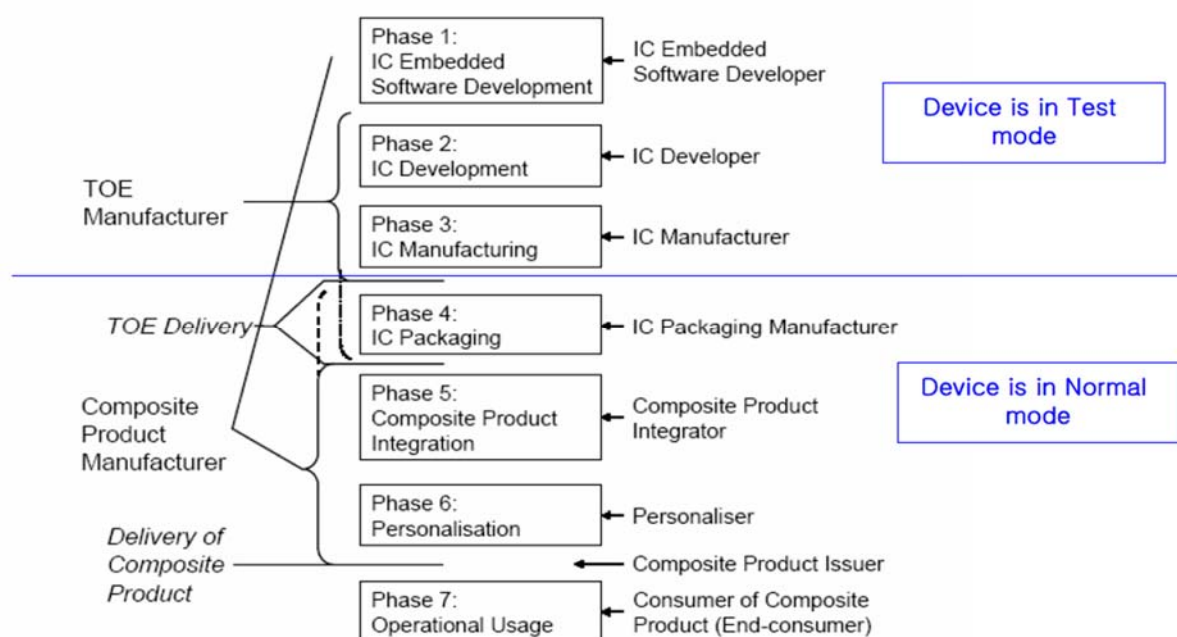 Phase 1:
IC Embedded
Software Development
IC Embedded
Software Developer
Device is in Test
mode
Phase 2:
IC Development
IC Developer
TOE
Manufacturer
Phase 3:
IC Manufacturing
IC Manufacturer
TOE Delivery
Phase 4:
IC Packaging
IC Packaging Manufacturer
Device is in Normal
mode
Composite
Product
Manufacturer
Phase 5:
Composite Product
Integration
Composite Product
Integrator
Phase 6:
Personalisation
Personaliser
Delivery of
Composite
Product
Composite Product Issuer
Phase 7:
Operational Usage
Consumer of Composite
Product (End-consumer)